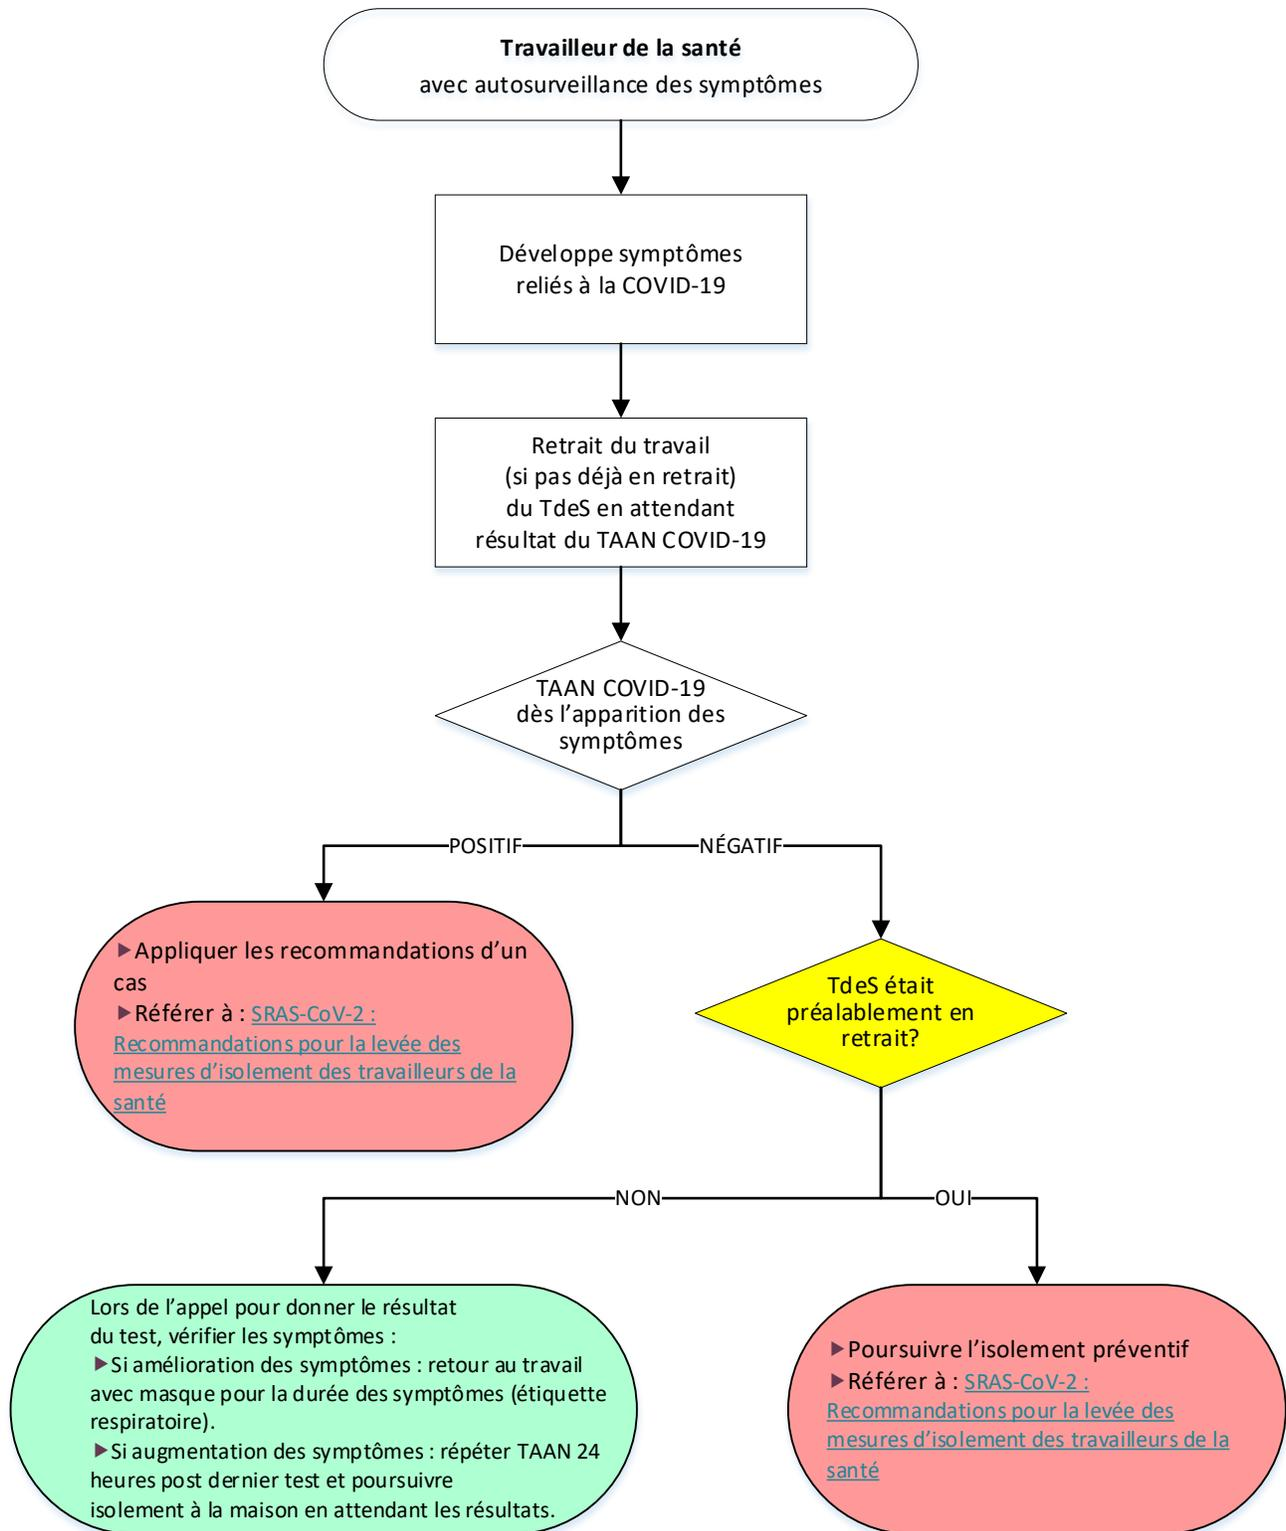 Travailleur de la santé
avec autosurveillance des symptômes
Développe symptômes
reliés à la COVID-19
Retrait du travail
(si pas déjà en retrait)
du TdeS en attendant
résultat du TAAN COVID-19
TAAN COVID-19
dès l’apparition des
symptômes
POSITIF
NÉGATIF
▶Appliquer les recommandations d’un
cas
▶Référer à : SRAS-CoV-2 :
Recommandations pour la levée des
mesures d’isolement des travailleurs de la
santé
TdeS était
préalablement en
retrait?
NON
OUI
Lors de l’appel pour donner le résultat
du test, vérifier les symptômes :
▶Si amélioration des symptômes : retour au travail
avec masque pour la durée des symptômes (étiquette
respiratoire).
▶Si augmentation des symptômes : répéter TAAN 24
heures post dernier test et poursuivre
isolement à la maison en attendant les résultats.
▶Poursuivre l’isolement préventif
▶Référer à : SRAS-CoV-2 :
Recommandations pour la levée des
mesures d’isolement des travailleurs de la
santé